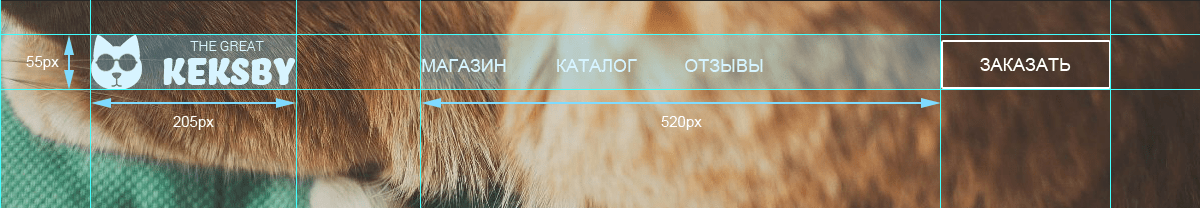 THE GREAT
55px
KEKSBY
МАГАЗИН КАТАЛОГ ОТЗЫВЫ ЗАКАЗАТЬ
205px 520px